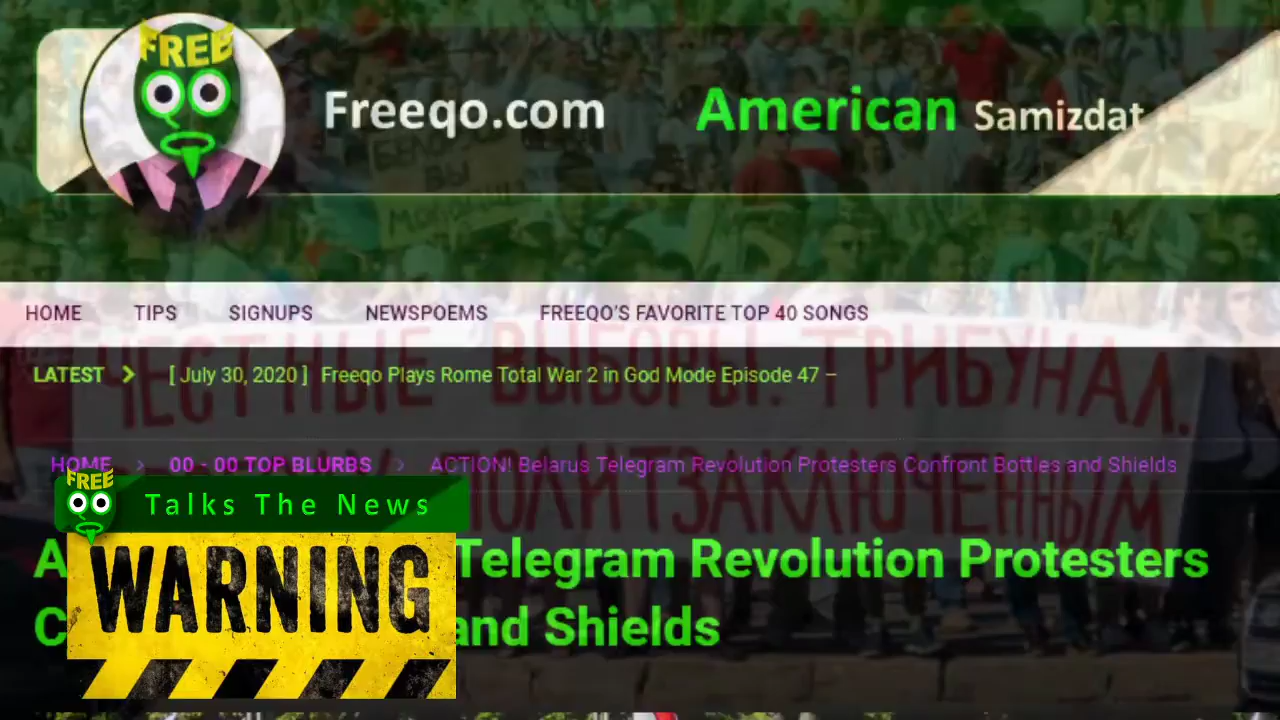 FREE
Freeqo.com American Samizdat
БЕЛОРУС
ВЫ
МОГИЛ
HOME TIPS SIGNUPS NEWSPOEMS FREEQO'S FAVORITE TOP 40 SONGS
ЧЕСТНЫЕ ВЫБОРЫ. ТРИБУНАЛ.
LATEST [ July 30, 2020 ] Freeqo Plays Rome Total War 2 in God Mode Episode 47 –
HOME 00 - 00 TOP BLURBS ACTION! Belarus Telegram Revolution Protesters Confront Bottles and Shields
FREE
Talks The News
ПОЛИТЗАКЛЮЧЕННЫМ
Telegram Revolution Protesters
WARNING
and Shields